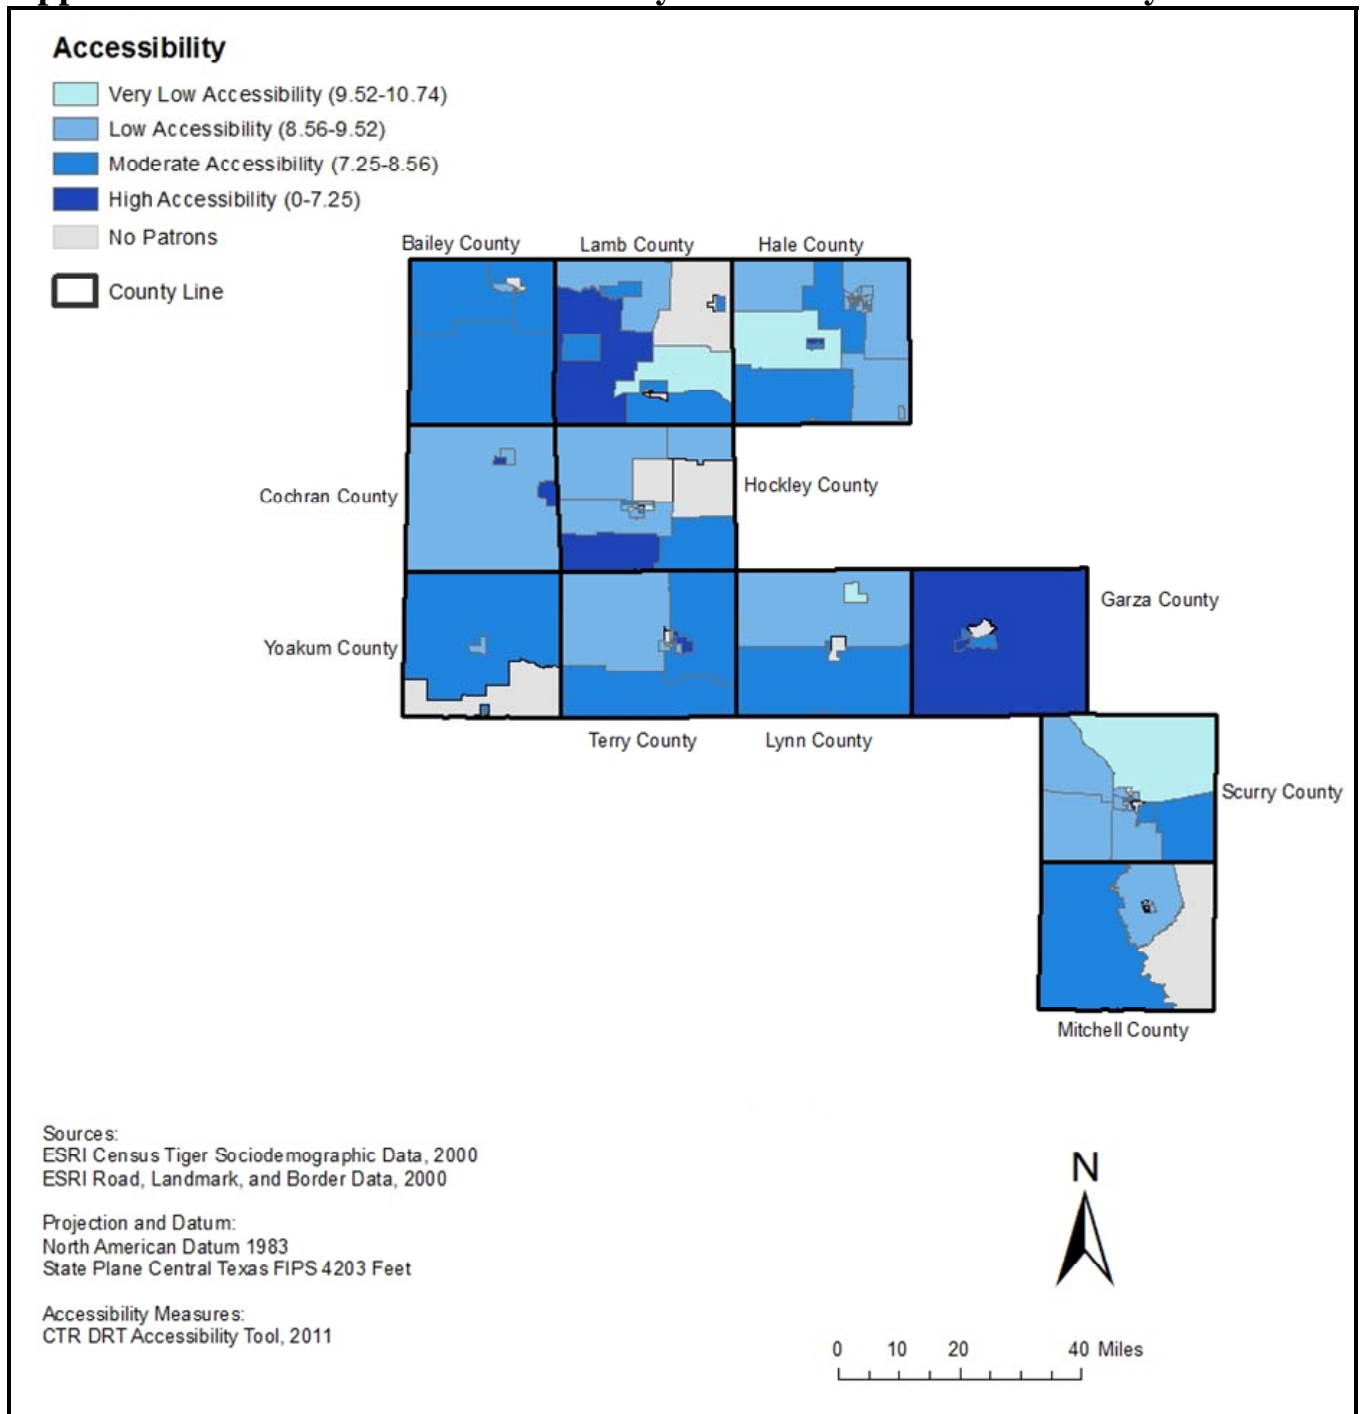 Accessibility
Very Low Accessibility (9.52-10.74)
Low Accessibility (8.56-9.52)
Moderate Accessibility (7.25-8.56)
High Accessibility (0-7.25)
No Patrons
County Line
Bailey County
Lamb County
Hale County
Cochran County
Hockley County
Yoakum County
Garza County
Terry County
Lynn County
Scurry County
Mitchell County
Sources:
ESRI Census Tiger Sociodemographic Data, 2000
ESRI Road, Landmark, and Border Data, 2000
Projection and Datum:
North American Datum 1983
State Plane Central Texas FIPS 4203 Feet
Accessibility Measures:
CTR DRT Accessibility Tool, 2011
N
0 10 20 40 Miles